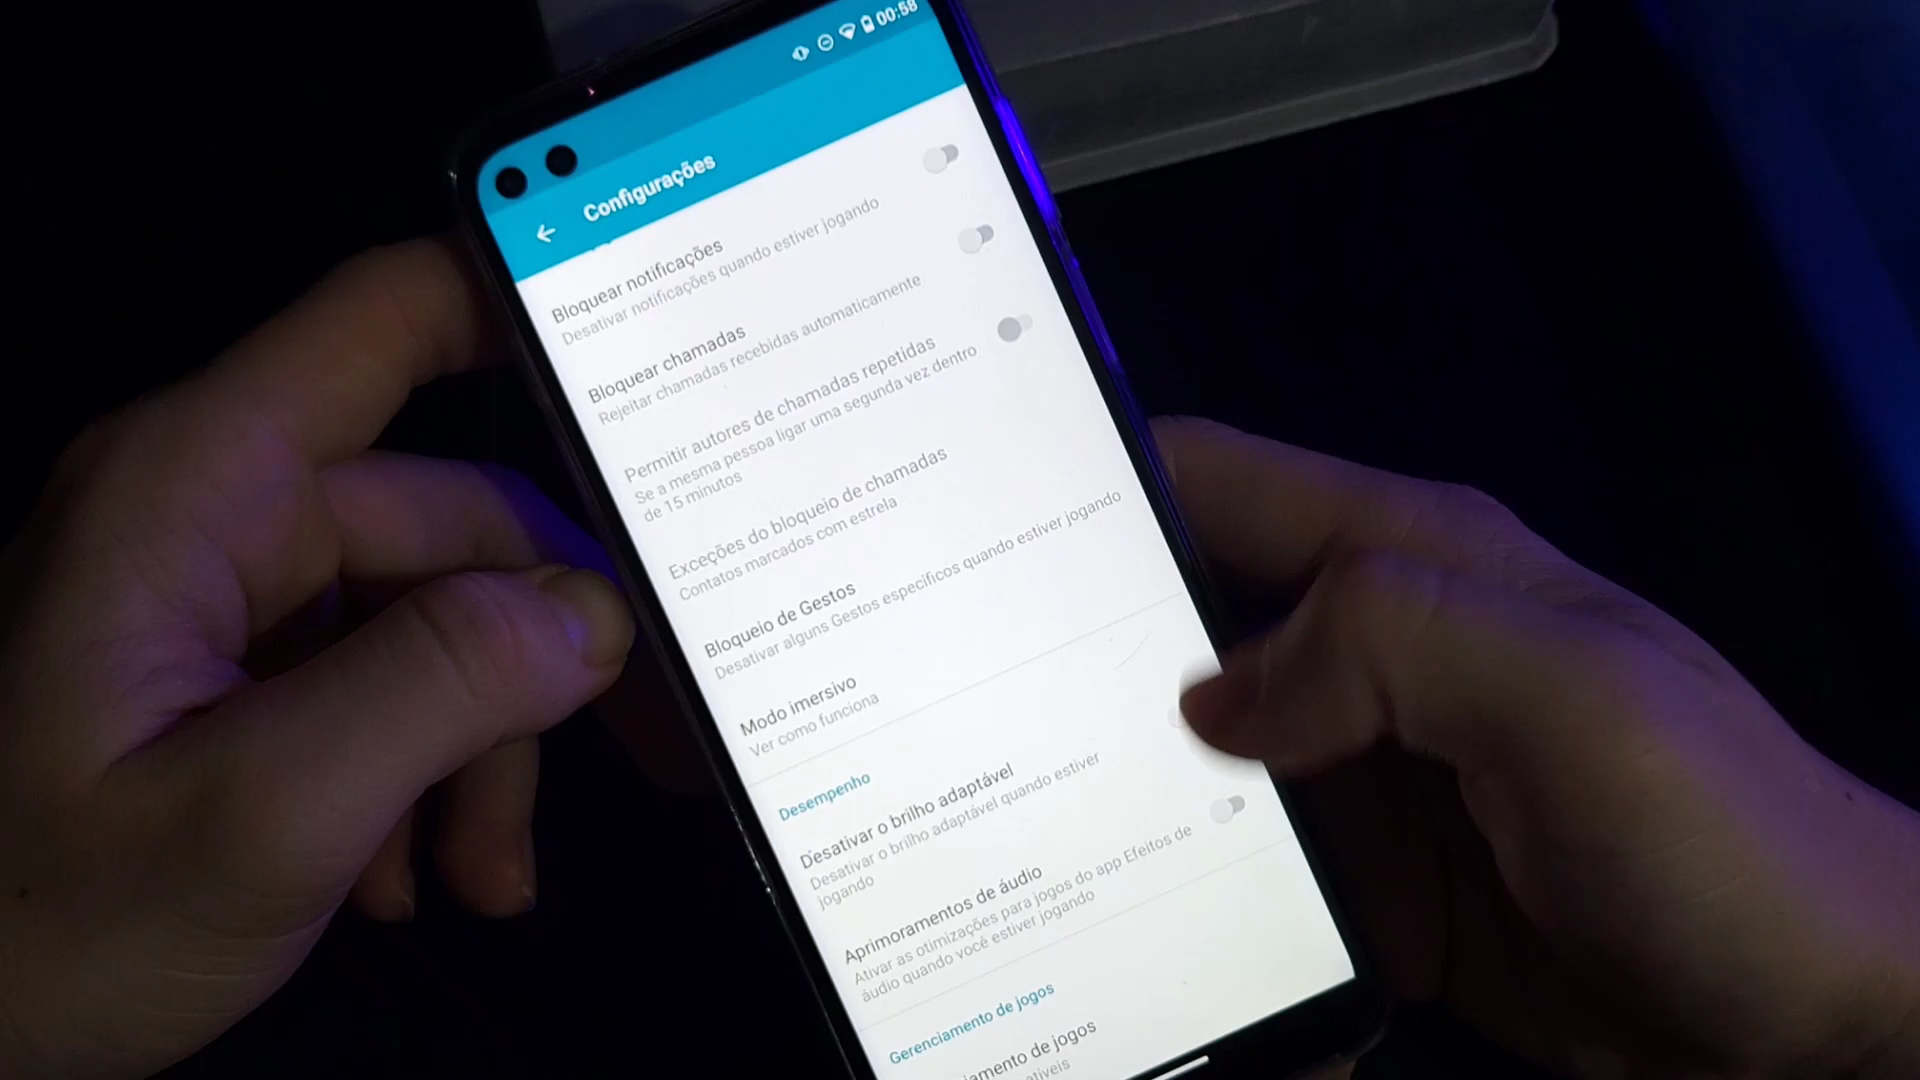 00:58
Configurações
Bloquear notificações
Desativar notificações quando estiver jogando
Bloquear chamadas
Rejeitar chamadas recebidas automaticamente
Permitir autores de chamadas repetidas
Se a mesma pessoa ligar uma segunda vez dentro
de 15 minutos
Exceções do bloqueio de chamadas
Contatos marcados com estrela
Bloqueio de Gestos
Desativar alguns Gestos específicos quando estiver jogando
Modo imersivo
Ver como funciona
Desempenho
Desativar o brilho adaptável
Desativar o brilho adaptável quando estiver
jogando
Aprimoramentos de áudio
Ativar as otimizações para jogos do app Efeitos de
áudio quando você estiver jogando
Gerenciamento de jogos
de jogos